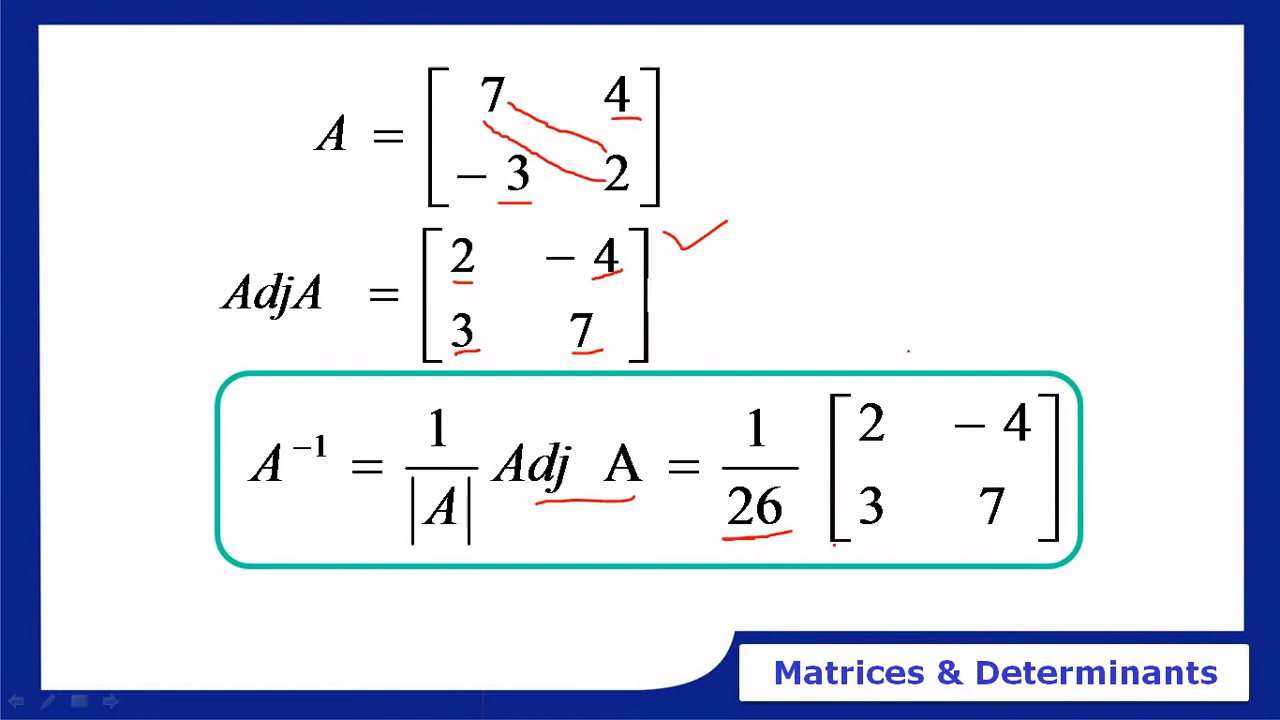 A = [ 7 4
− 3 2 ]
AdjA = [ 2 − 4
3 7 ]
A⁻¹ = 1/|A| Adj A = 1/26 [ 2 − 4
3 7 ]
Matrices & Determinants